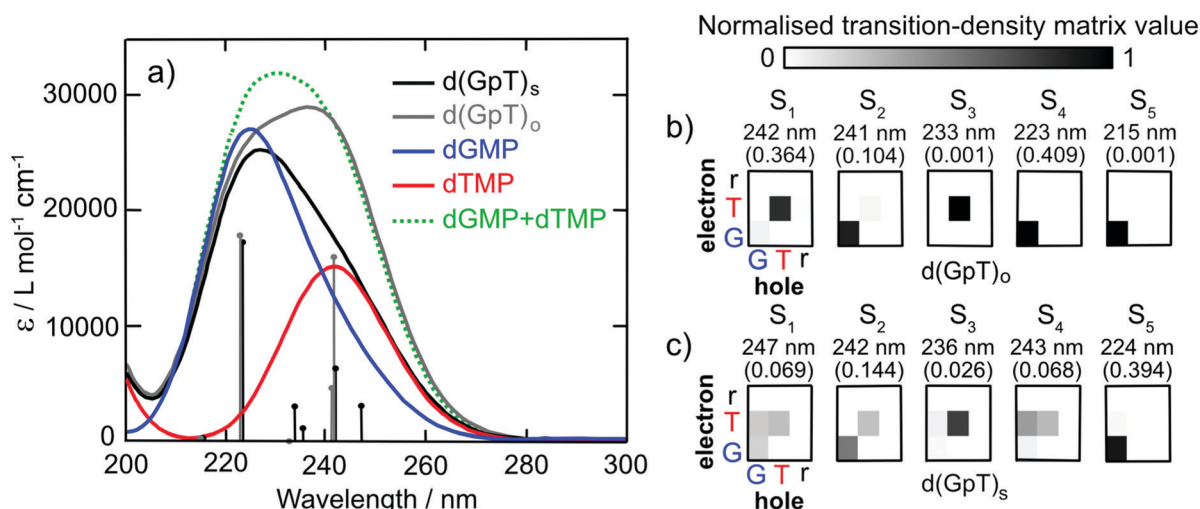 a)
ε / L mol⁻¹ cm⁻¹
30000
20000
10000
0
200
220
240
260
280
300
Wavelength / nm
d(GpT)s
d(GpT)o
dGMP
dTMP
dGMP+dTMP
Normalised transition-density matrix value
0
1
b)
S₁ S₂ S₃ S₄ S₅
242 nm 241 nm 233 nm 223 nm 215 nm
(0.364) (0.104) (0.001) (0.409) (0.001)
electron
r
T
G
G T r
hole
d(GpT)o
c)
S₁ S₂ S₃ S₄ S₅
247 nm 242 nm 236 nm 243 nm 224 nm
(0.069) (0.144) (0.026) (0.068) (0.394)
electron
r
T
G
G T r
hole
d(GpT)s